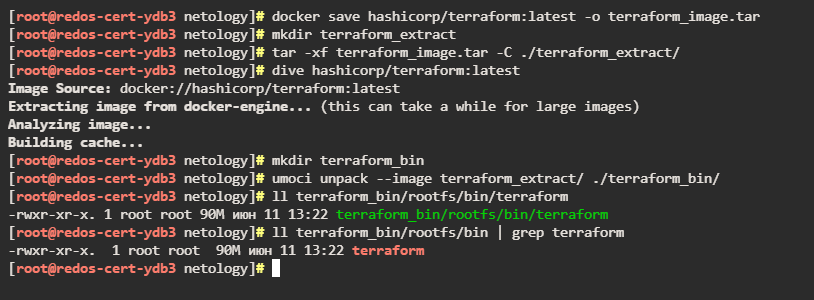 [root@redos-cert-ydb3 netology]# docker save hashicorp/terraform:latest -o terraform_image.tar
[root@redos-cert-ydb3 netology]# mkdir terraform_extract
[root@redos-cert-ydb3 netology]# tar -xf terraform_image.tar -C ./terraform_extract/
[root@redos-cert-ydb3 netology]# dive hashicorp/terraform:latest
Image Source: docker://hashicorp/terraform:latest
Extracting image from docker-engine... (this can take a while for large images)
Analyzing image...
Building cache...
[root@redos-cert-ydb3 netology]# mkdir terraform_bin
[root@redos-cert-ydb3 netology]# umoci unpack --image terraform_extract/ ./terraform_bin/
[root@redos-cert-ydb3 netology]# ll terraform_bin/rootfs/bin/terraform
-rwxr-xr-x. 1 root root 90M июн 11 13:22 terraform_bin/rootfs/bin/terraform
[root@redos-cert-ydb3 netology]# ll terraform_bin/rootfs/bin | grep terraform
-rwxr-xr-x.  1 root root  90M июн 11 13:22 terraform
[root@redos-cert-ydb3 netology]#